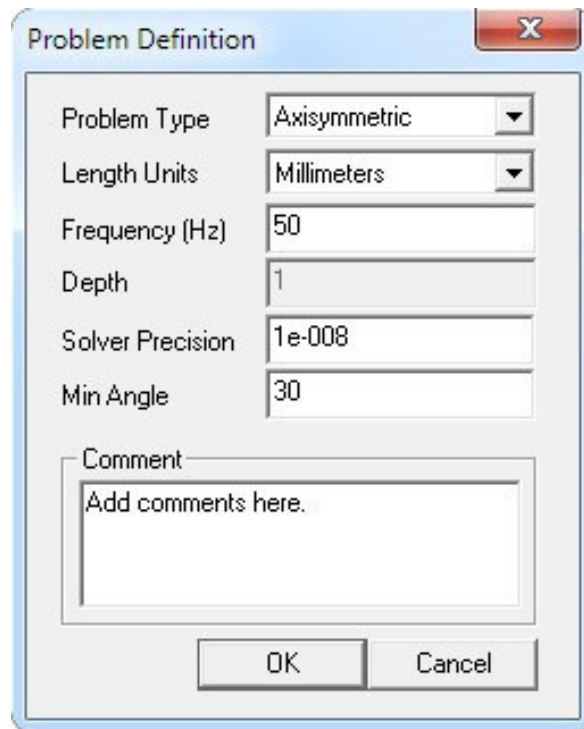 Problem Definition
Problem Type Axisymmetric
Length Units Millimeters
Frequency (Hz) 50
Depth 1
Solver Precision 1e-008
Min Angle 30
Comment
Add comments here.
OK Cancel